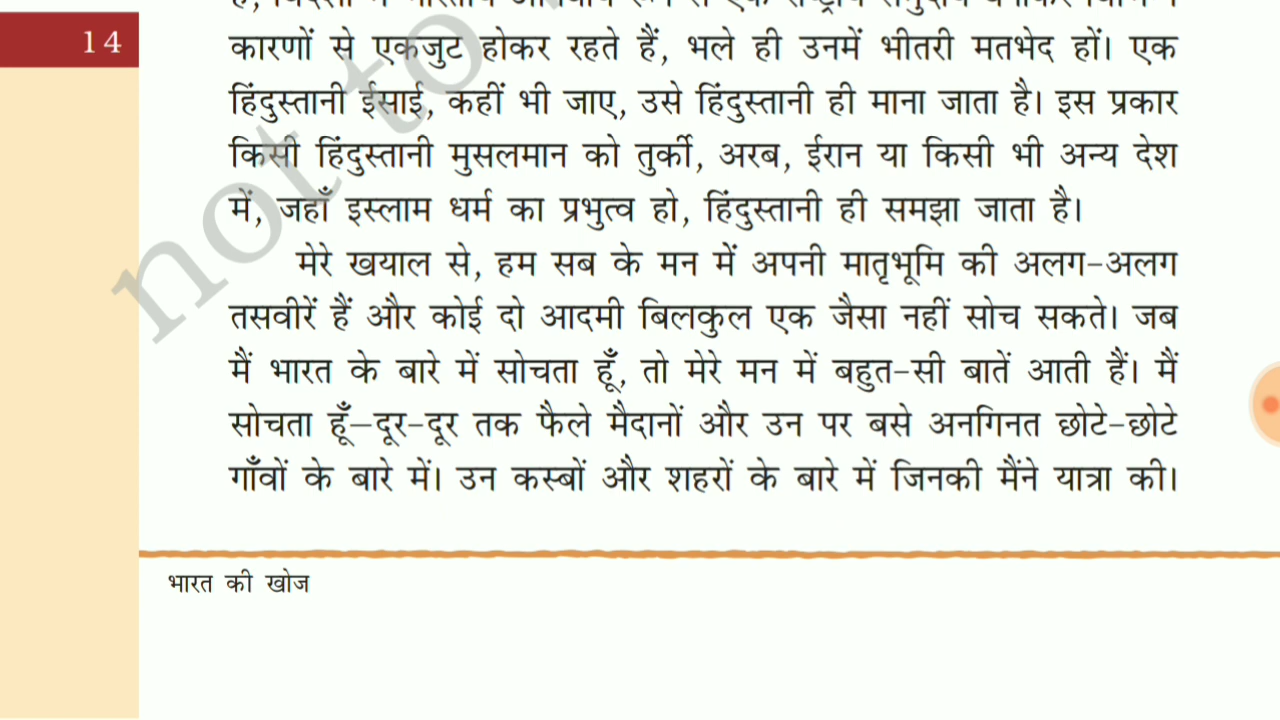 14
कारणों से एकजुट होकर रहते हैं, भले ही उनमें भीतरी मतभेद हों। एक
हिंदुस्तानी ईसाई, कहीं भी जाए, उसे हिंदुस्तानी ही माना जाता है। इस प्रकार
किसी हिंदुस्तानी मुसलमान को तुर्की, अरब, ईरान या किसी भी अन्य देश
में, जहाँ इस्लाम धर्म का प्रभुत्व हो, हिंदुस्तानी ही समझा जाता है।
मेरे खयाल से, हम सब के मन में अपनी मातृभूमि की अलग-अलग
तसवीरें हैं और कोई दो आदमी बिलकुल एक जैसा नहीं सोच सकते। जब
मैं भारत के बारे में सोचता हूँ, तो मेरे मन में बहुत-सी बातें आती हैं। मैं
सोचता हूँ—दूर-दूर तक फैले मैदानों और उन पर बसे अनगिनत छोटे-छोटे
गाँवों के बारे में। उन कस्बों और शहरों के बारे में जिनकी मैंने यात्रा की।
भारत की खोज
not to